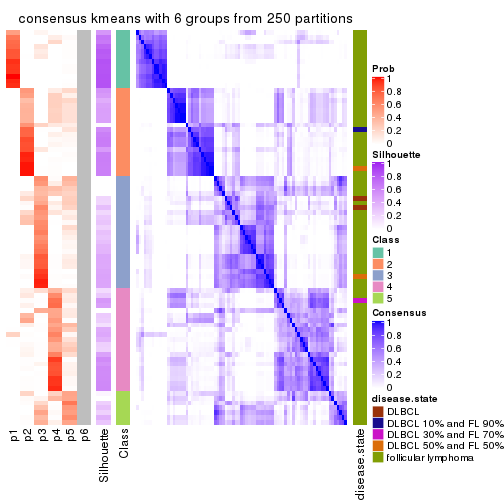 consensus kmeans with 6 groups from 250 partitions
Prob
1
0.8
0.6
0.4
0.2
0
Silhouette
1
0.8
0.6
0.4
0.2
0
Class
1
2
3
4
5
Consensus
1
0.8
0.6
0.4
0.2
0
disease.state
DLBCL
DLBCL 10% and FL 90%
DLBCL 30% and FL 70%
DLBCL 50% and FL 50%
follicular lymphoma
p1
p2
p3
p4
p5
p6
Silhouette
Class
disease.state